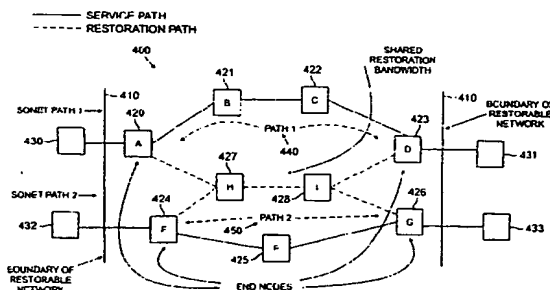 SERVICE PATH
RESTORATION PATH
400
SHARED
RESTORATION
BANDWIDTH
421
422
410
410
B
C
SONET PATH 1
420
423
BOUNDARY OF
RESTORABLE
NETWORK
430
A
PATH 1
440
D
431
427
H
I
428
SONET PATH 2
424
426
432
F
PATH 2
450
G
433
425
E
BOUNDARY OF
RESTORABLE
NETWORK
END NODES